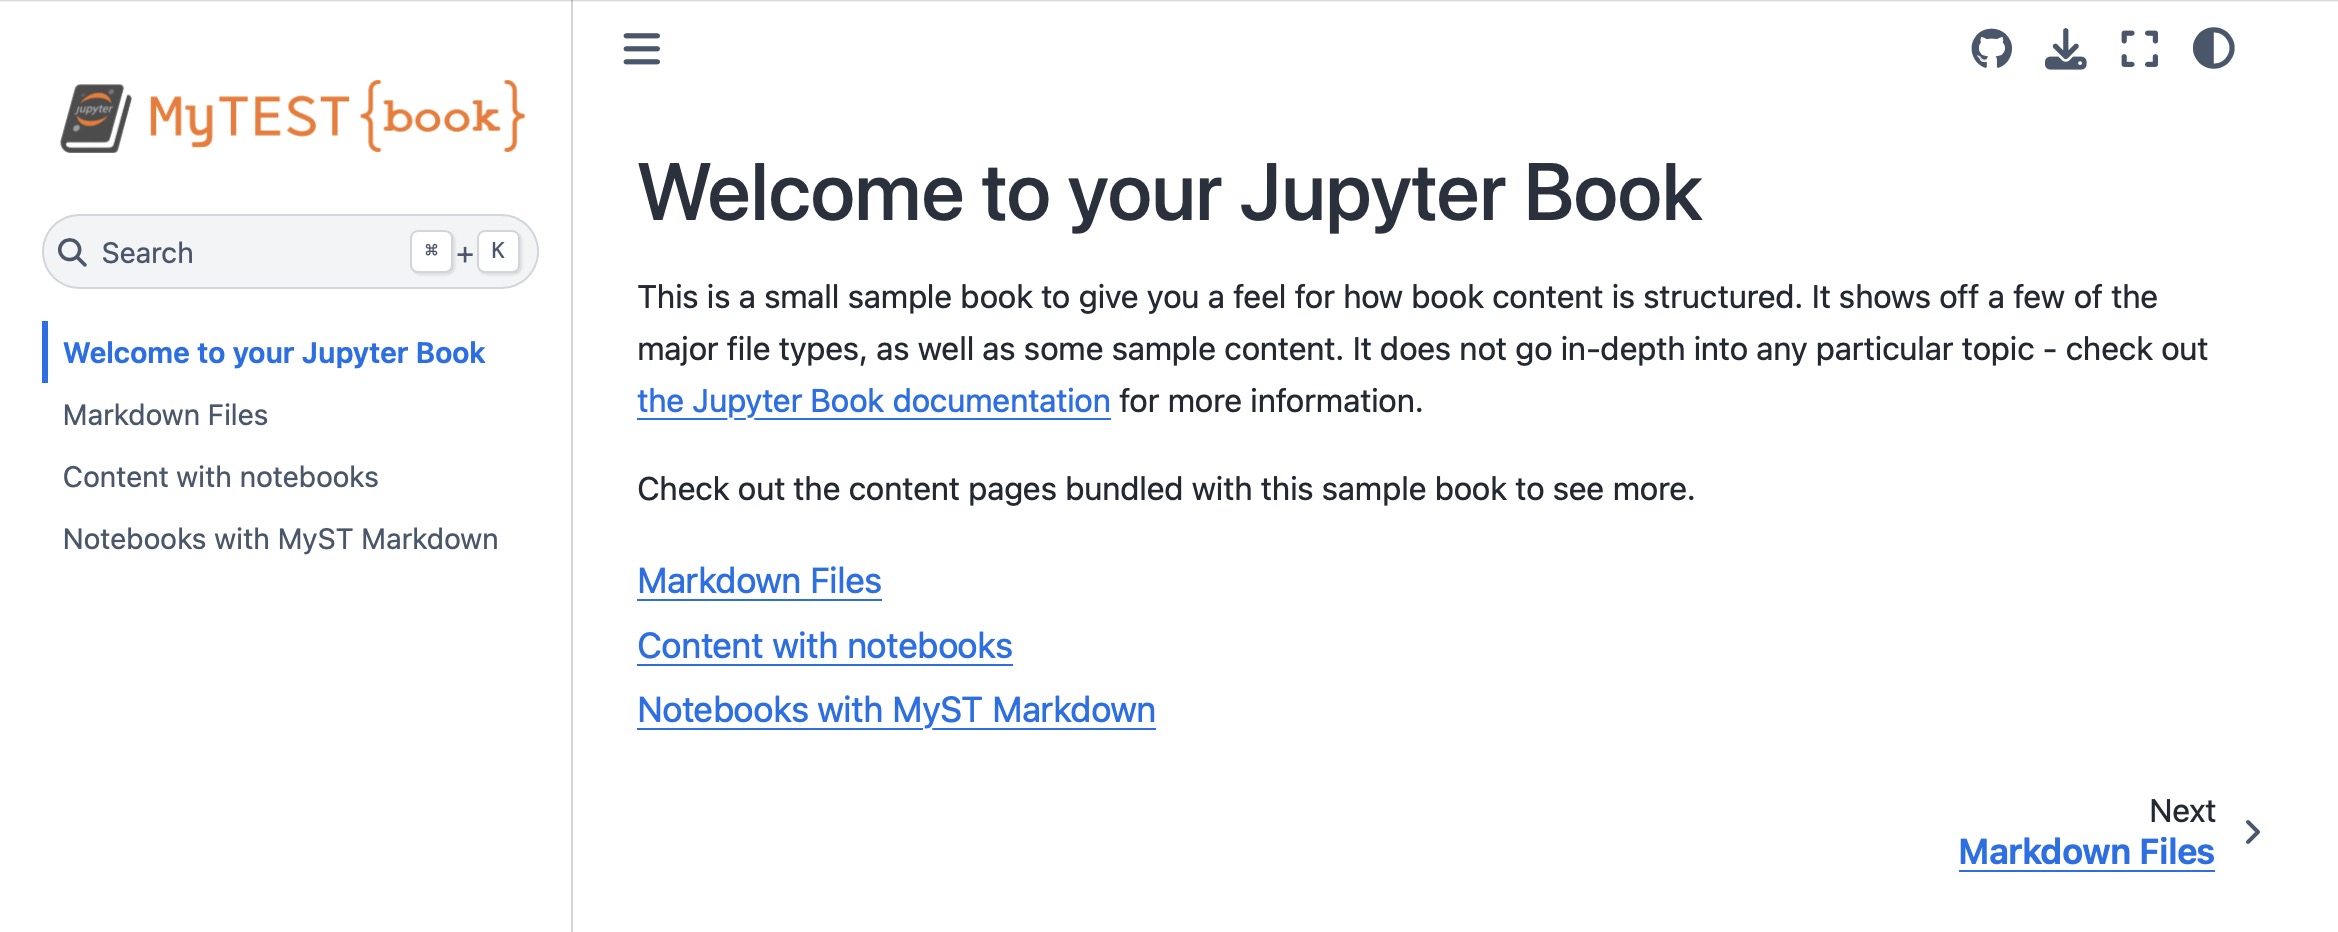 jupyter
MyTEST{book}
Search ⌘ + K
Welcome to your Jupyter Book
Markdown Files
Content with notebooks
Notebooks with MyST Markdown
Welcome to your Jupyter Book
This is a small sample book to give you a feel for how book content is structured. It shows off a few of the
major file types, as well as some sample content. It does not go in-depth into any particular topic - check out
the Jupyter Book documentation for more information.
Check out the content pages bundled with this sample book to see more.
Markdown Files
Content with notebooks
Notebooks with MyST Markdown
Next
Markdown Files